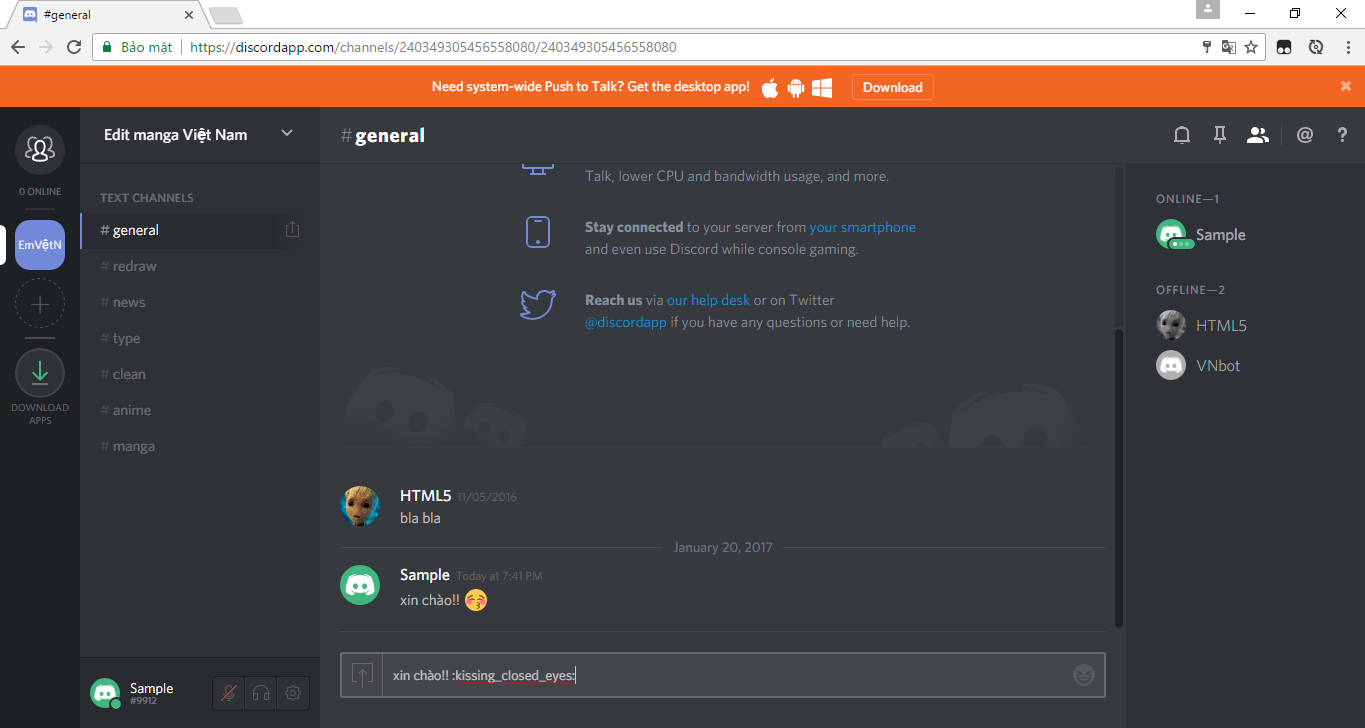 #general
Bảo mật
https://discordapp.com/channels/240349305456558080/240349305456558080
Need system-wide Push to Talk? Get the desktop app!
Download
0 ONLINE
EmVệtN
DOWNLOAD
APPS
Edit manga Việt Nam
TEXT CHANNELS
# general
# redraw
# news
# type
# clean
# anime
# manga
Sample
#9912
#general
@ ?
Talk, lower CPU and bandwidth usage, and more.
Stay connected to your server from your smartphone
and even use Discord while console gaming.
Reach us via our help desk or on Twitter
@discordapp if you have any questions or need help.
HTML5 11/05/2016
bla bla
January 20, 2017
Sample Today at 7:41 PM
xin chào!! 😚
xin chào!! :kissing_closed_eyes:
ONLINE—1
Sample
OFFLINE—2
HTML5
VNbot